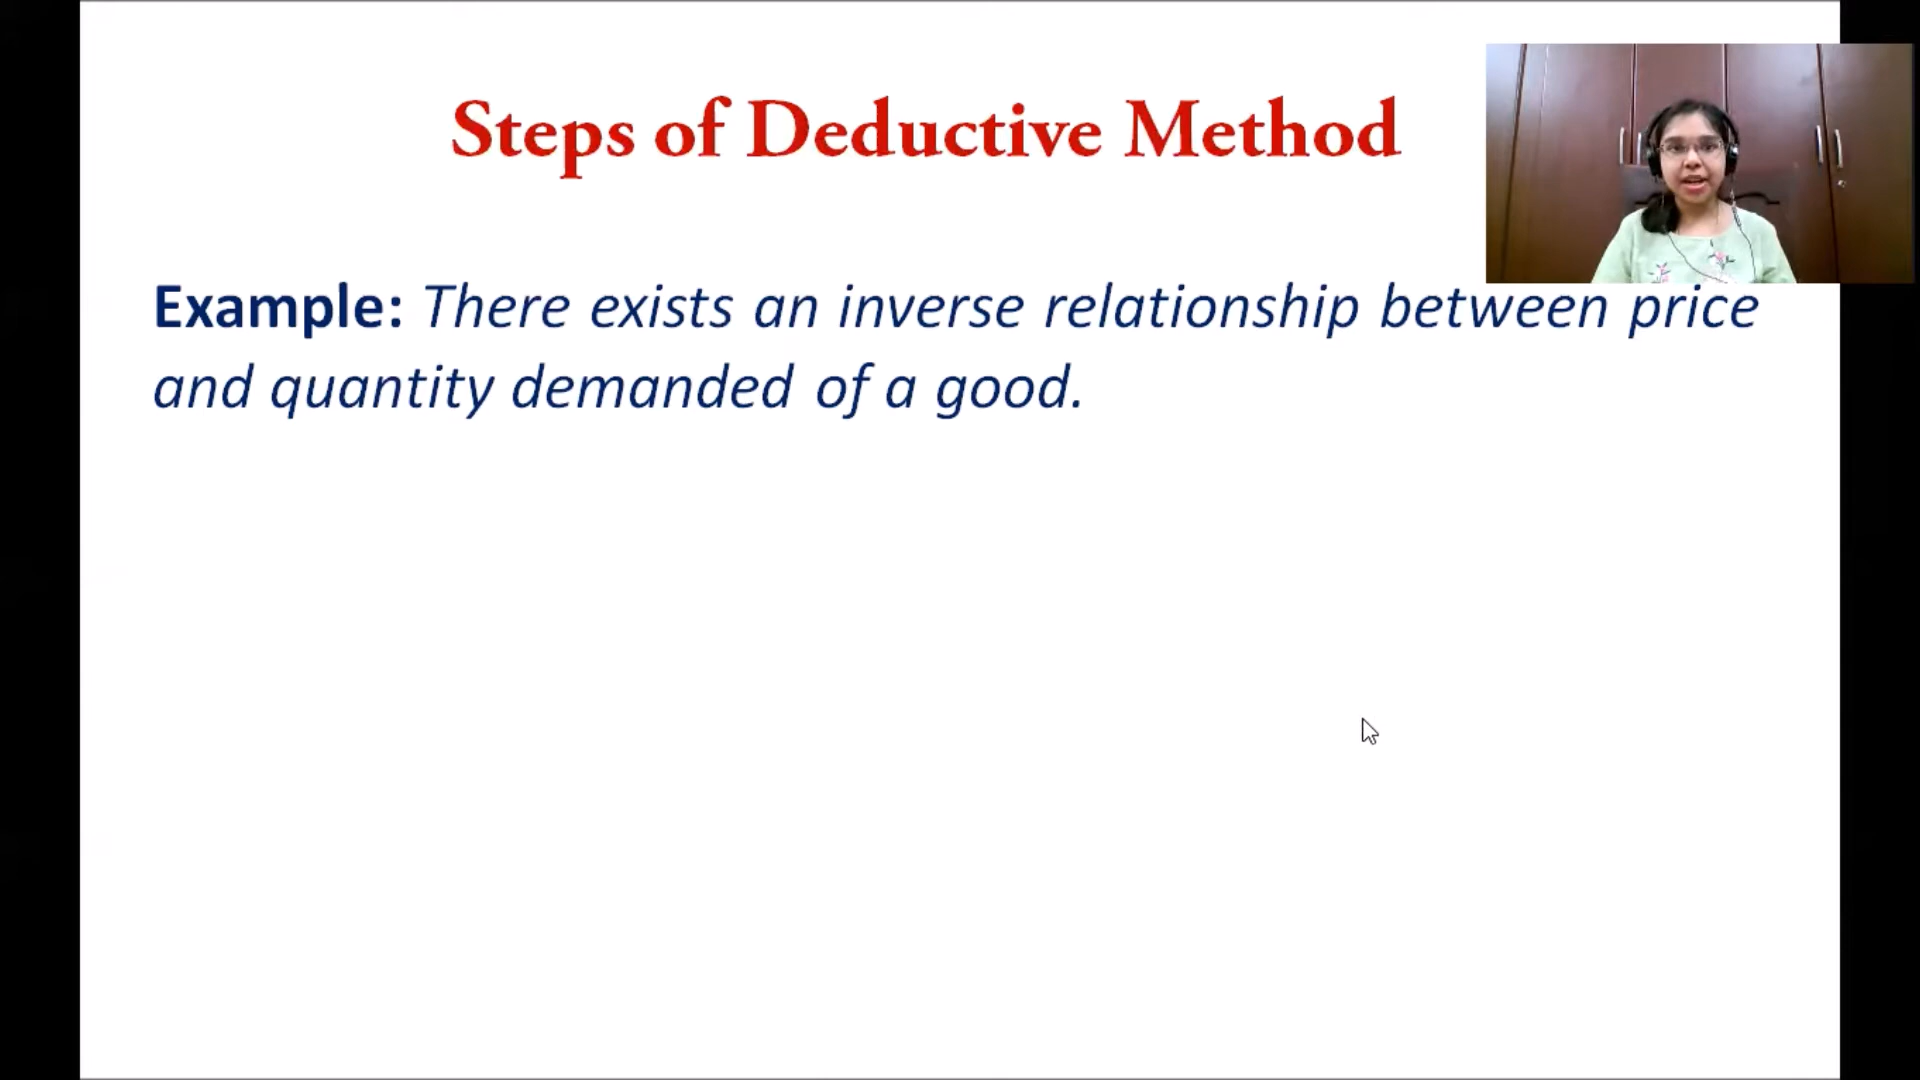 Steps of Deductive Method
Example: There exists an inverse relationship between price
and quantity demanded of a good.